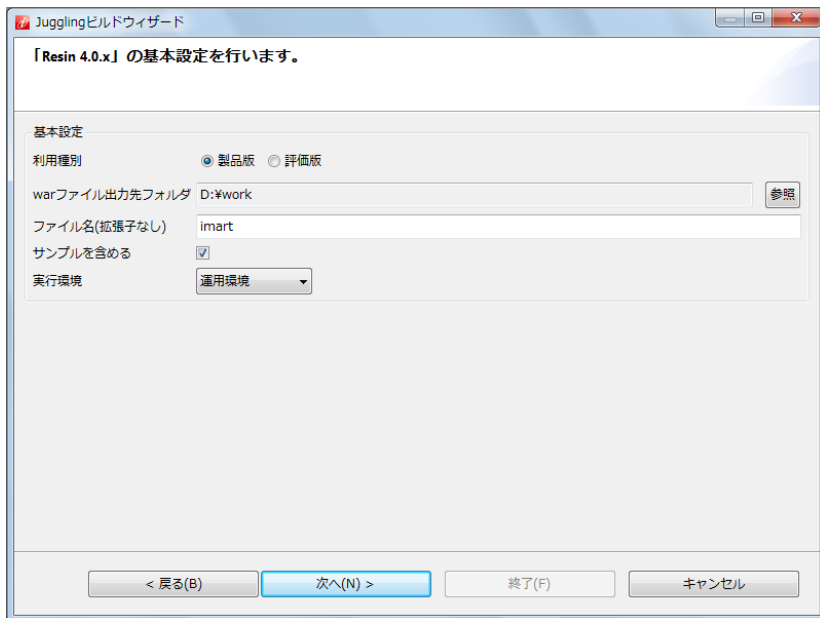 Jugglingビルドウィザード
「Resin 4.0.x」の基本設定を行います。
基本設定
利用種別 製品版 評価版
warファイル出力先フォルダ D:¥work 参照
ファイル名(拡張子なし) imart
サンプルを含める
実行環境 運用環境
< 戻る(B) 次へ(N) > 終了(F) キャンセル